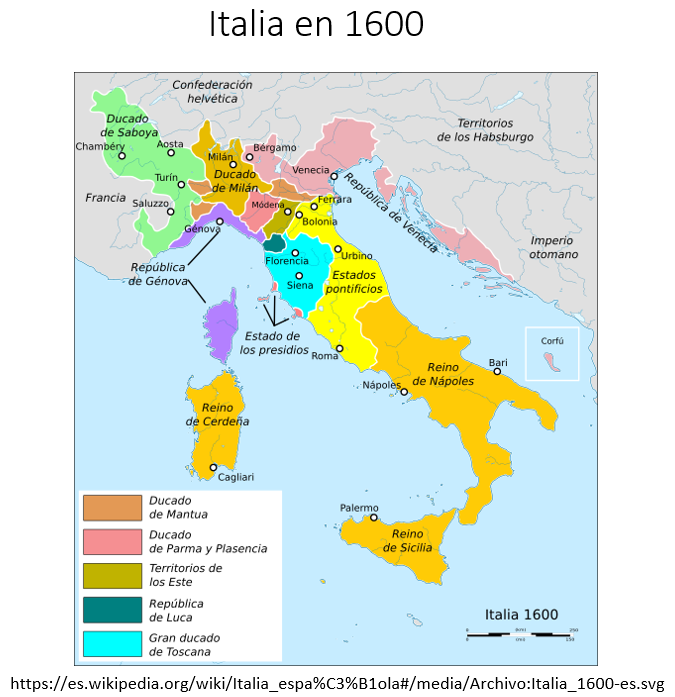 Italia en 1600
Confederación
helvética
Ducado
de Saboya
Territorios
de los Habsburgo
Chambéry
Aosta
Milán
Bérgamo
Ducado
de Milán
Venecia
Turín
Francia
Saluzzo
Módena
Ferrara
Bolonia
República de Venecia
Génova
Imperio
otomano
Urbino
Florencia
República
de Génova
Siena
Estados
pontificios
Estado de
los presidios
Corfú
Roma
Bari
Reino
de Nápoles
Nápoles
Reino
de Cerdeña
Cagliari
Palermo
Reino
de Sicilia
Ducado
de Mantua
Ducado
de Parma y Plasencia
Territorios de
los Este
República
de Luca
Gran ducado
de Toscana
Italia 1600
0 250
0 150
https://es.wikipedia.org/wiki/Italia_espa%C3%B1ola#/media/Archivo:Italia_1600-es.svg